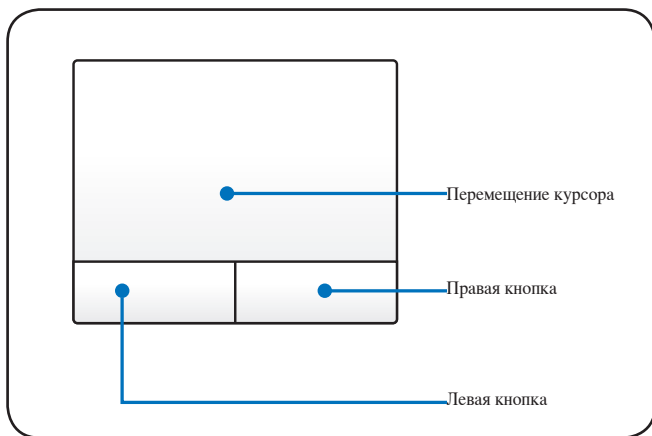 Перемещение курсора
Правая кнопка
Левая кнопка